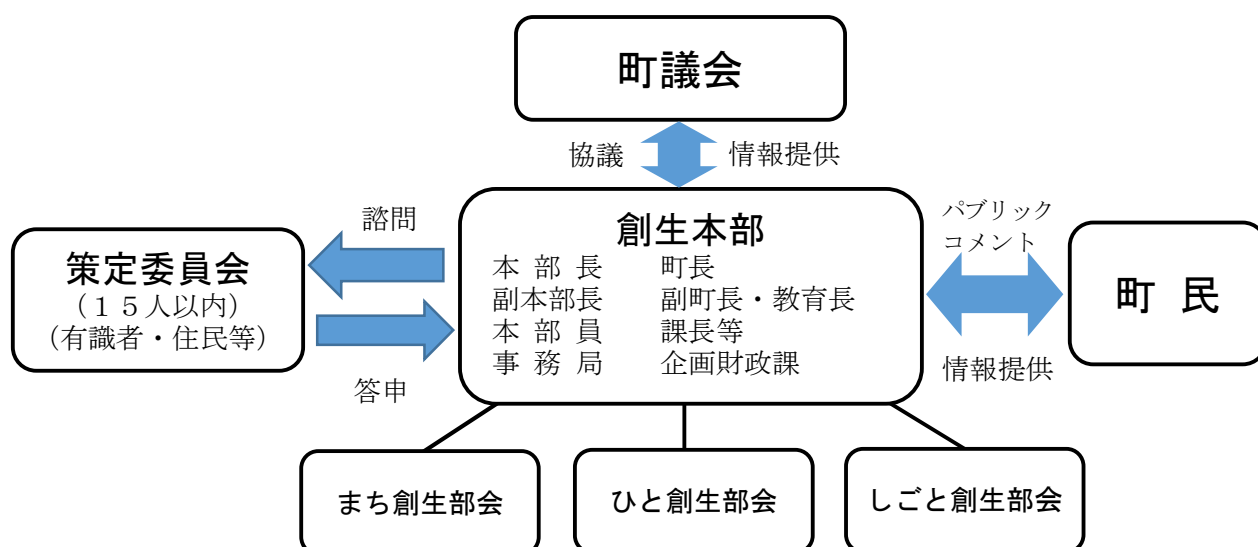 町議会
協議
情報提供
諮問
策定委員会
(15人以内)
(有識者・住民等)
答申
創生本部
本部長 町長
副本部長 副町長・教育長
本部員 課長等
事務局 企画財政課
パブリック
コメント
町民
情報提供
まち創生部会
ひと創生部会
しごと創生部会